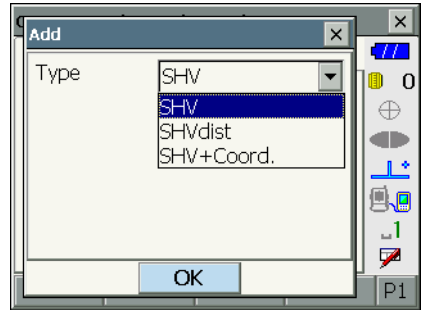 Add
Type SHV
SHV
SHVdist
SHV+Coord.
OK
0
1
P1